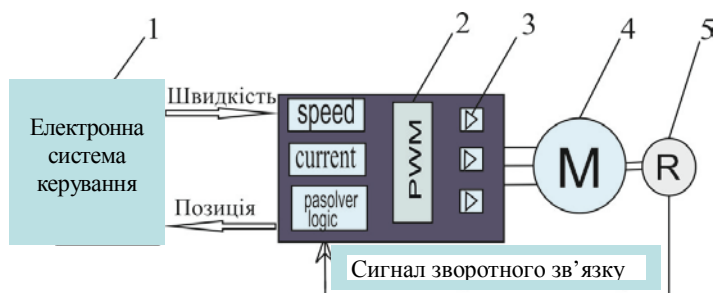 1
2
3
4
5
Швидкість
Електронна
система
керування
Позиція
speed
current
pasolver
logic
PWM
M
R
Сигнал зворотного зв’язку